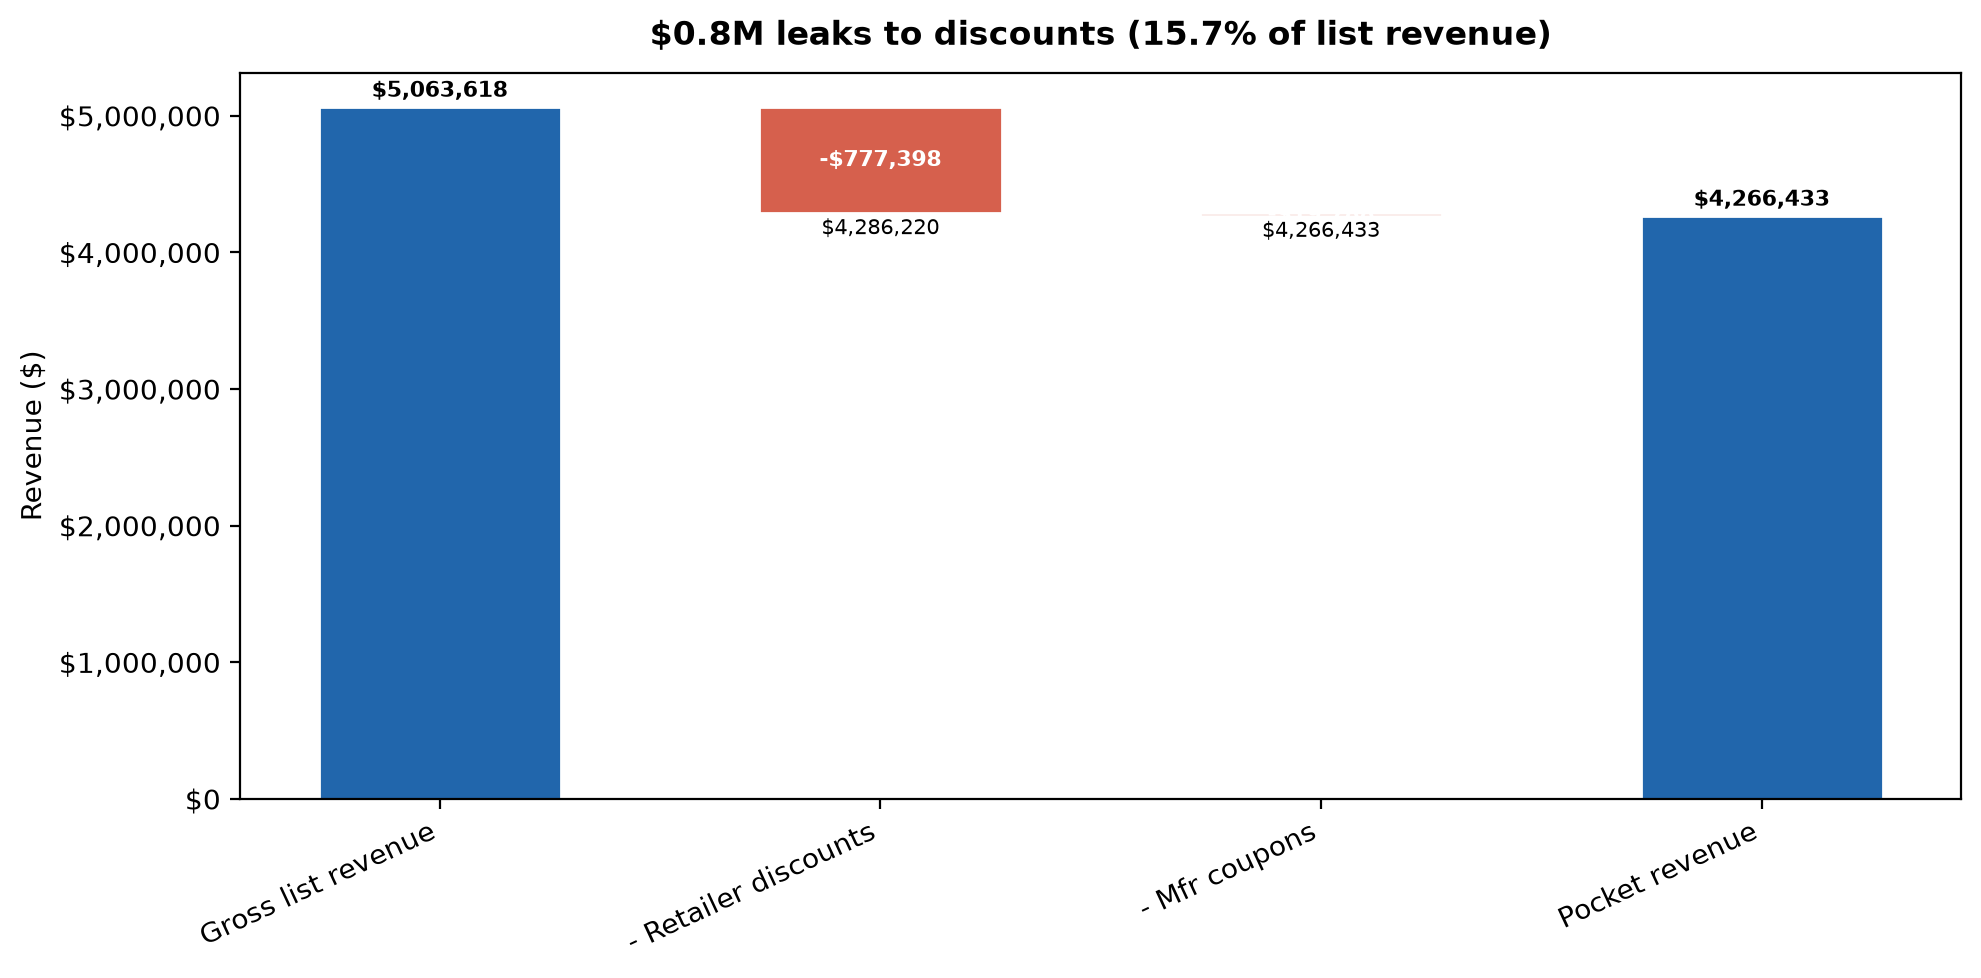 $0.8M leaks to discounts (15.7% of list revenue)
Revenue ($)
$5,000,000
$4,000,000
$3,000,000
$2,000,000
$1,000,000
$0
$5,063,618
-$777,398
$4,286,220
$4,266,433
$4,266,433
Gross list revenue
- Retailer discounts
- Mfr coupons
Pocket revenue